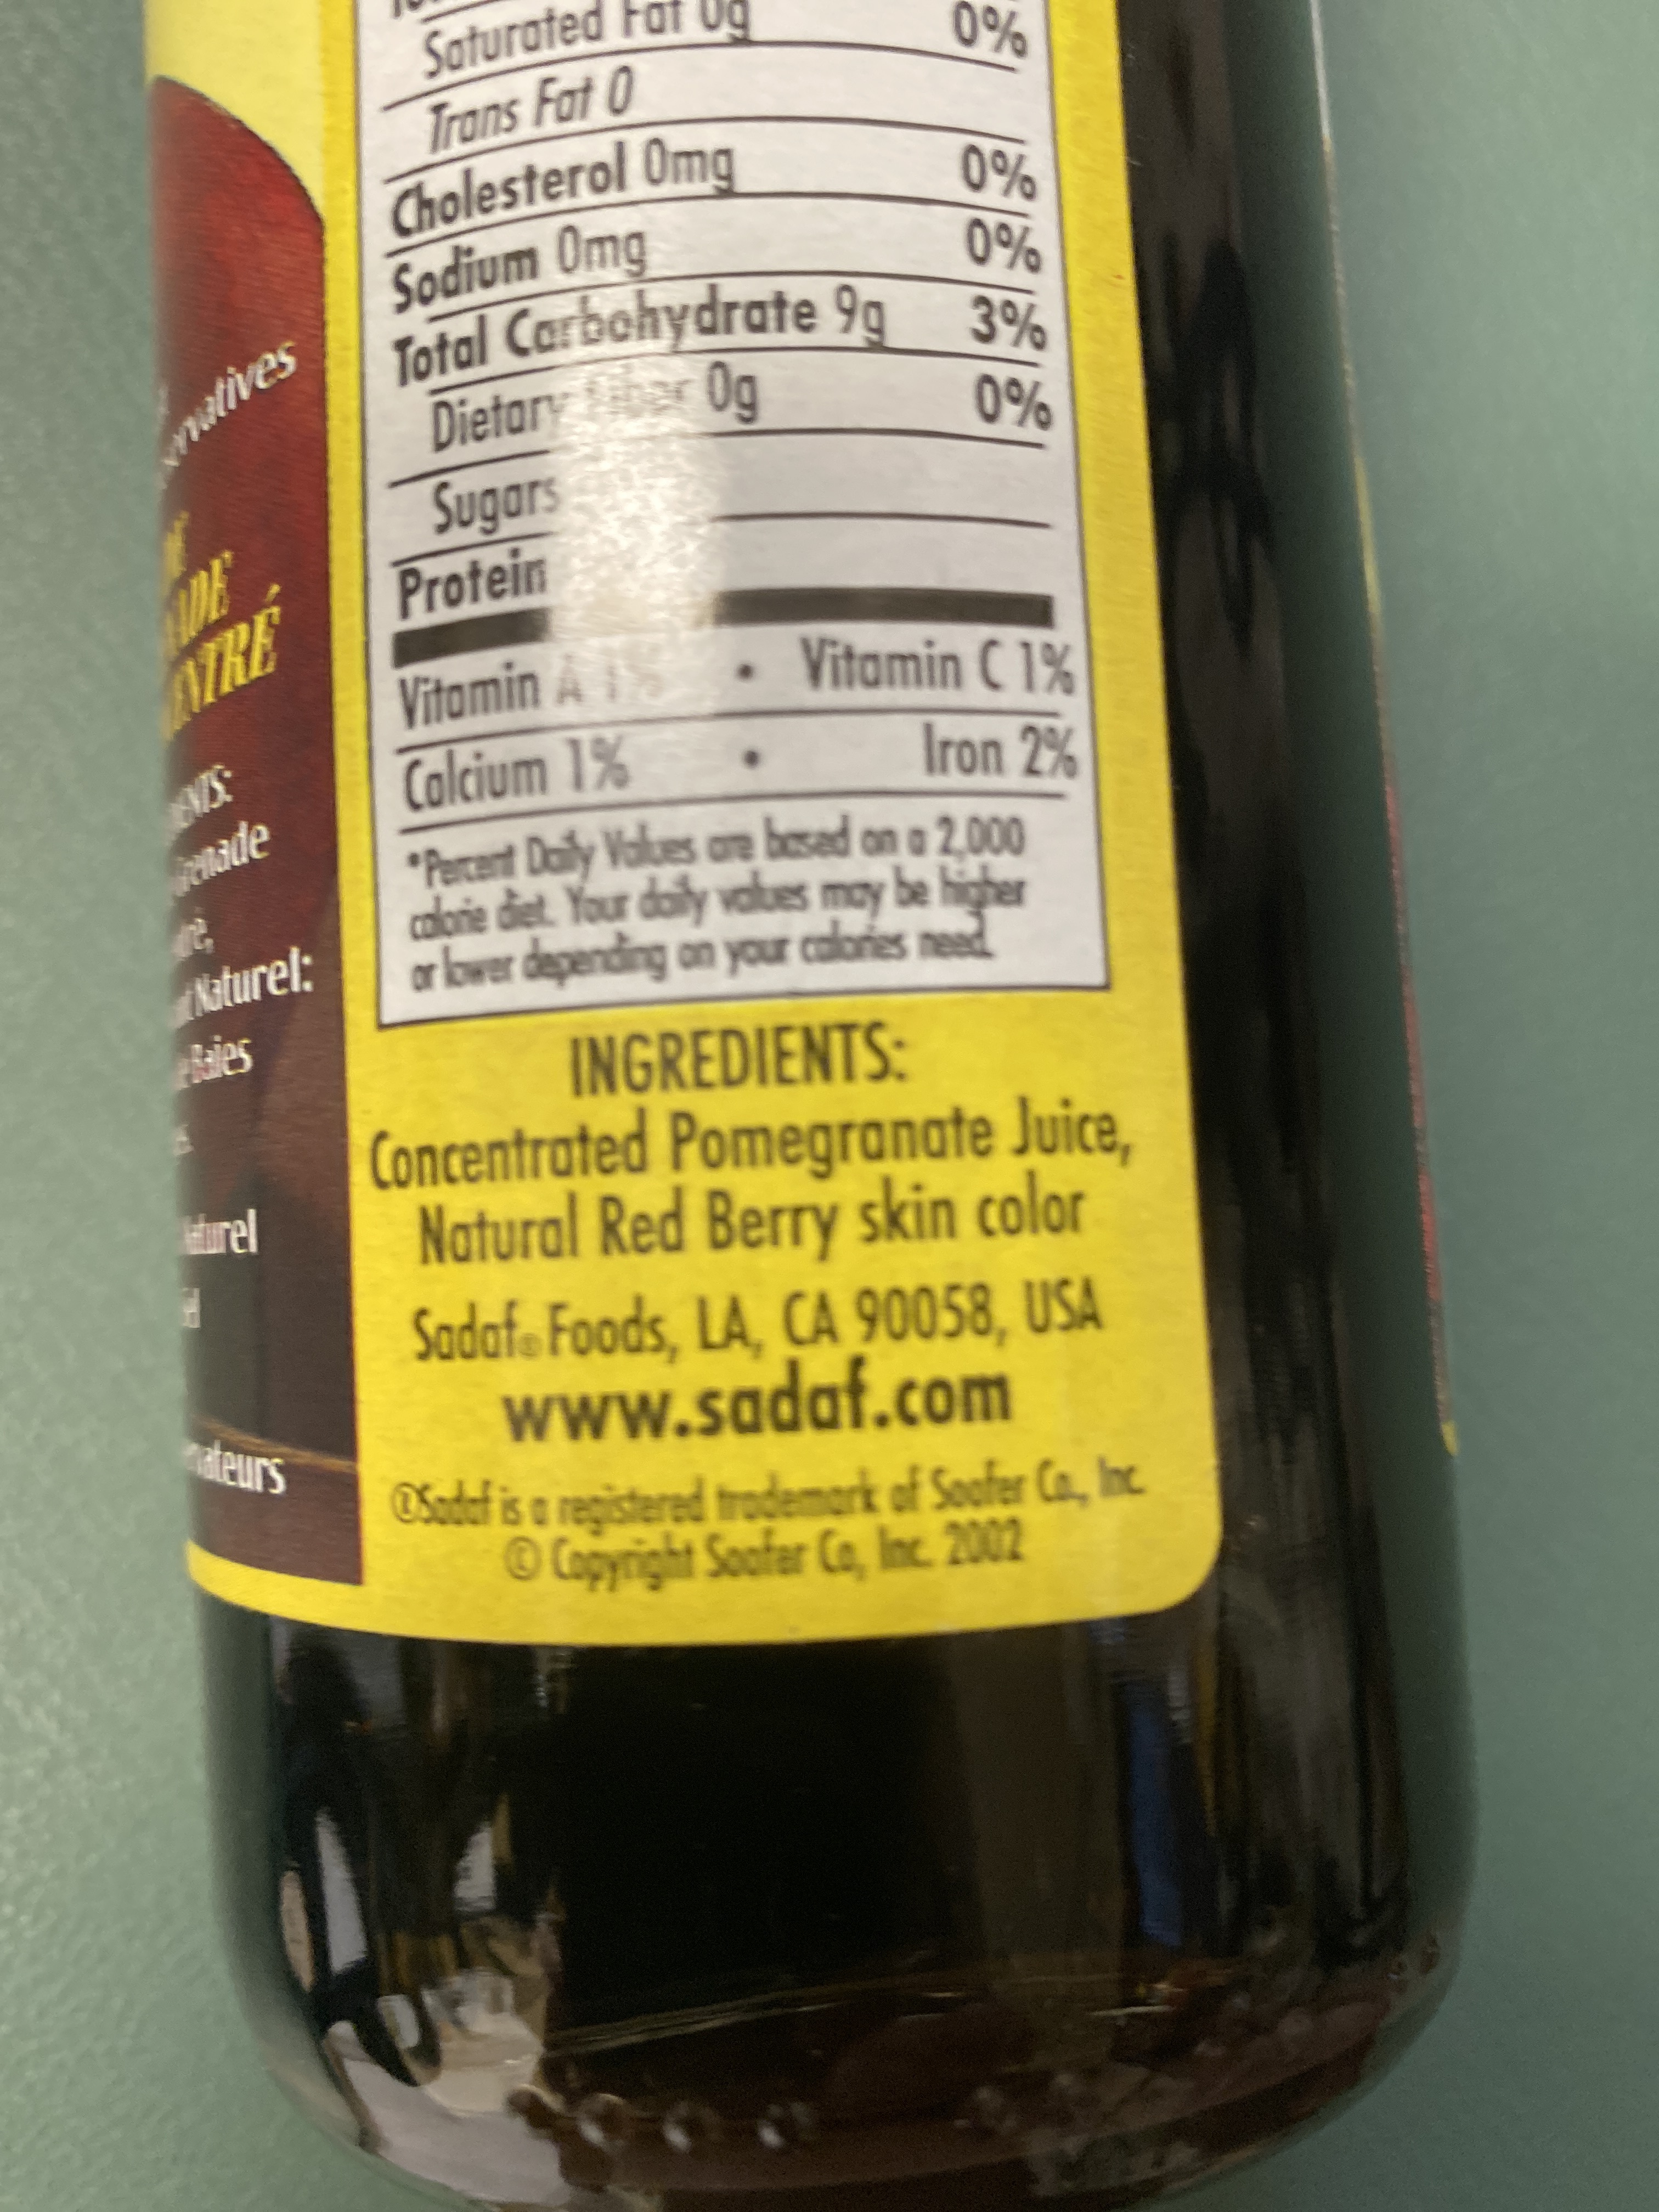 Saturated Fat 0g 0%
Trans Fat 0
Cholesterol 0mg 0%
Sodium 0mg 0%
Total Carbohydrate 9g 3%
Dietary Fiber 0g 0%
Sugars
Protein
Vitamin A 1% • Vitamin C 1%
Calcium 1% • Iron 2%
*Percent Daily Values are based on a 2,000
calorie diet. Your daily values may be higher
or lower depending on your calories need.
INGREDIENTS:
Concentrated Pomegranate Juice,
Natural Red Berry skin color
Sadaf® Foods, LA, CA 90058, USA
www.sadaf.com
®Sadaf is a registered trademark of Soofer Co., Inc.
© Copyright Soofer Co, Inc. 2002
Naturel:
Baies